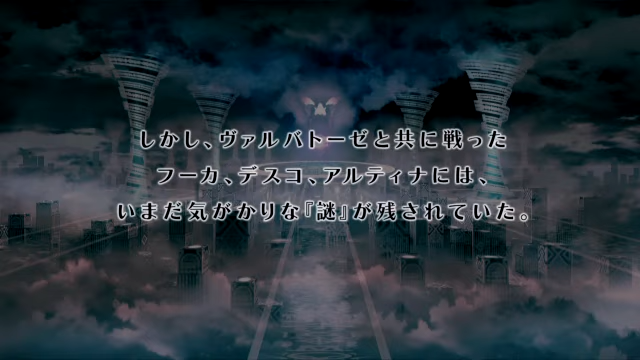 しかし、ヴァルバトーゼと共に戦った
フーカ、デスコ、アルティナには、
いまだ気がかりな『謎』が残されていた。